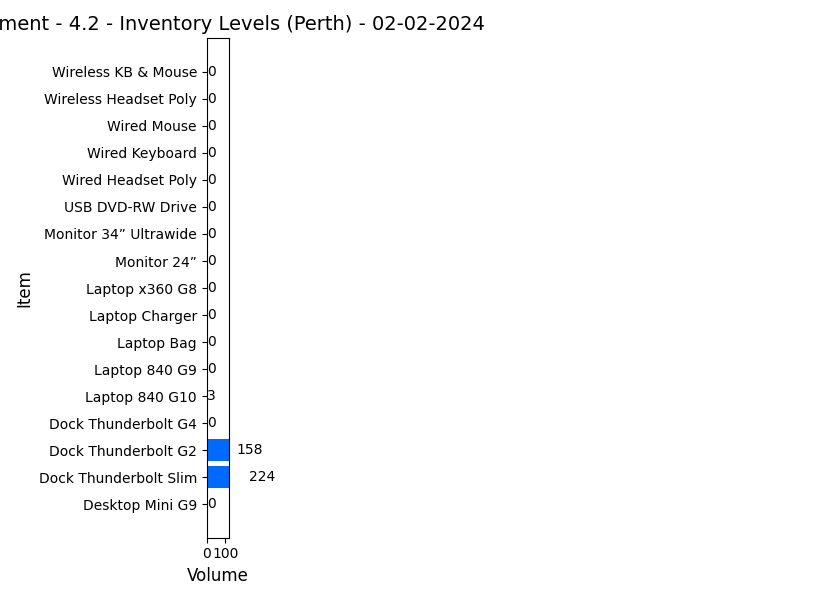 ment - 4.2 - Inventory Levels (Perth) - 02-02-2024
Wireless KB & Mouse 0
Wireless Headset Poly 0
Wired Mouse 0
Wired Keyboard 0
Wired Headset Poly 0
USB DVD-RW Drive 0
Monitor 34” Ultrawide 0
Monitor 24” 0
Laptop x360 G8 0
Laptop Charger 0
Laptop Bag 0
Laptop 840 G9 0
Laptop 840 G10 3
Dock Thunderbolt G4 0
Dock Thunderbolt G2 158
Dock Thunderbolt Slim 224
Desktop Mini G9 0
Item
0 100
Volume